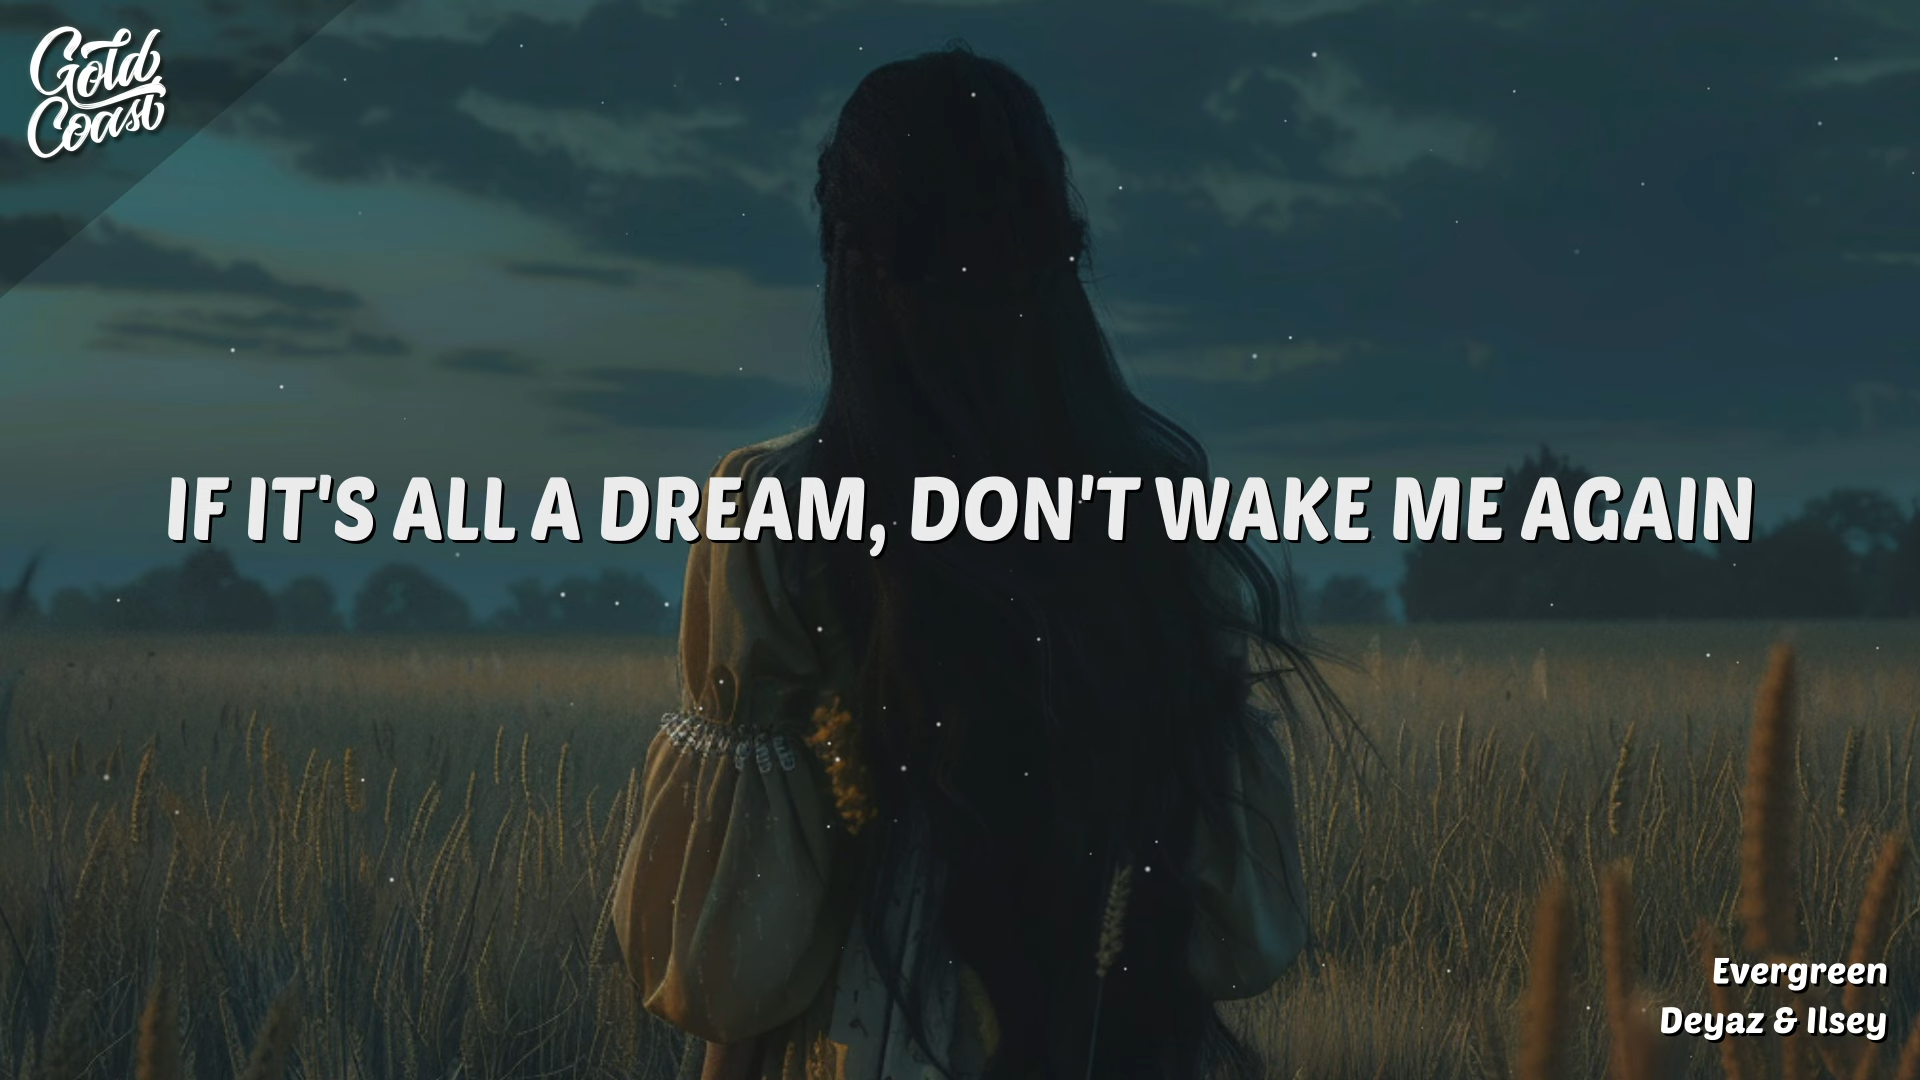 Gold
Coast
IF IT'S ALL A DREAM, DON'T WAKE ME AGAIN
Evergreen
Deyaz & Ilsey